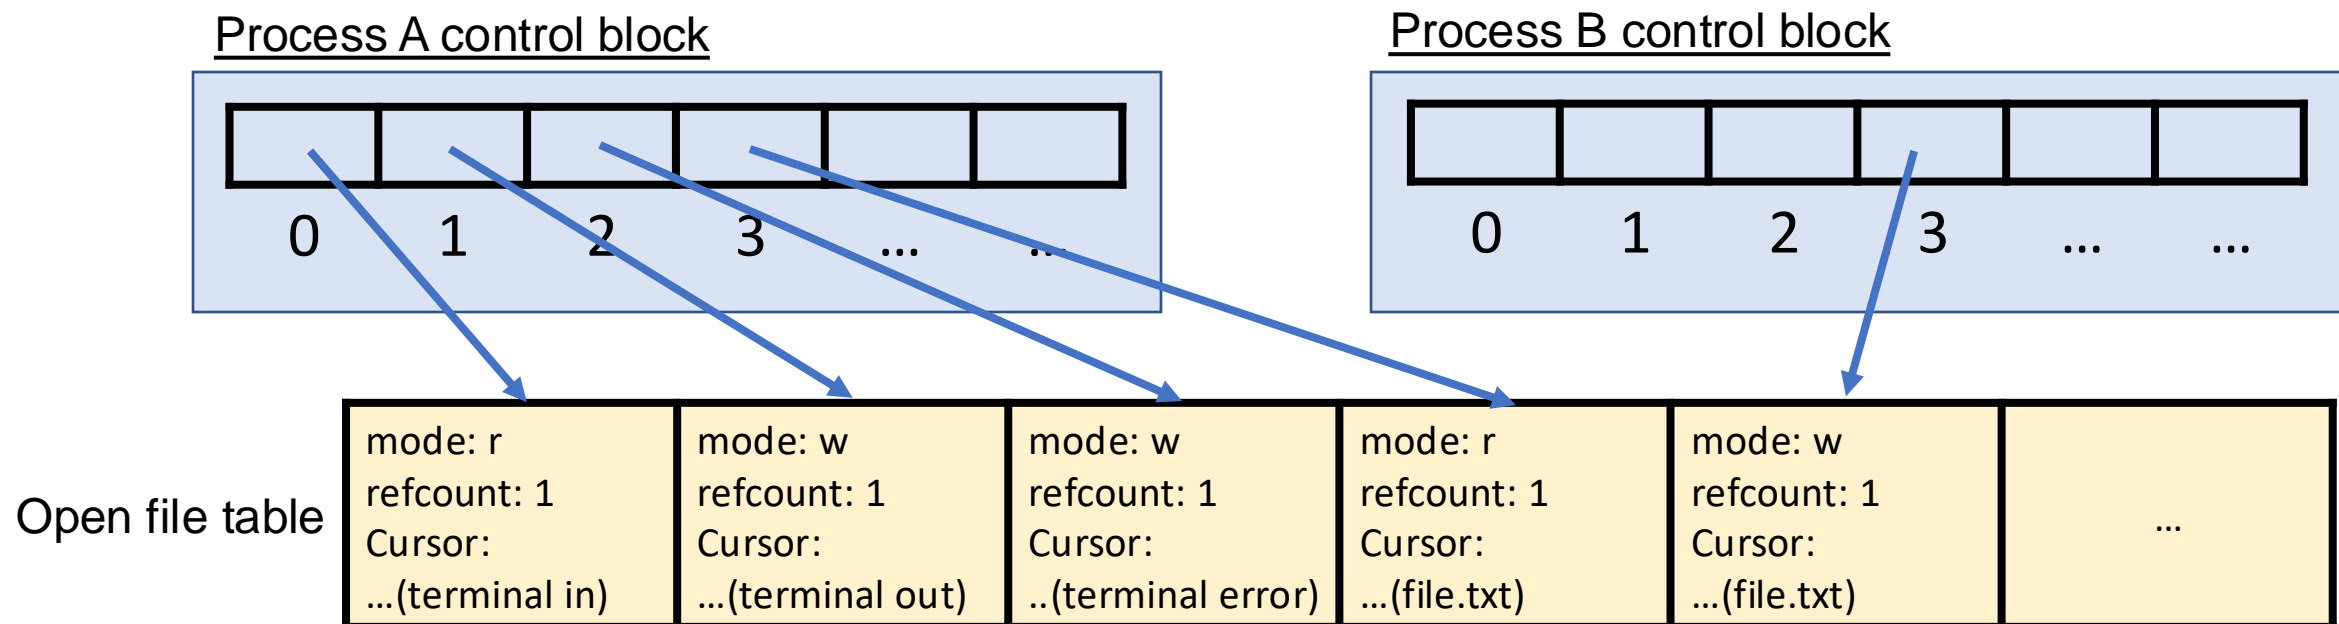 Process A control block
Process B control block
0 1 2 3 ... ..
0 1 2 3 ... ...
Open file table
mode: r
refcount: 1
Cursor:
...(terminal in)
mode: w
refcount: 1
Cursor:
...(terminal out)
mode: w
refcount: 1
Cursor:
..(terminal error)
mode: r
refcount: 1
Cursor:
...(file.txt)
mode: w
refcount: 1
Cursor:
...(file.txt)
...